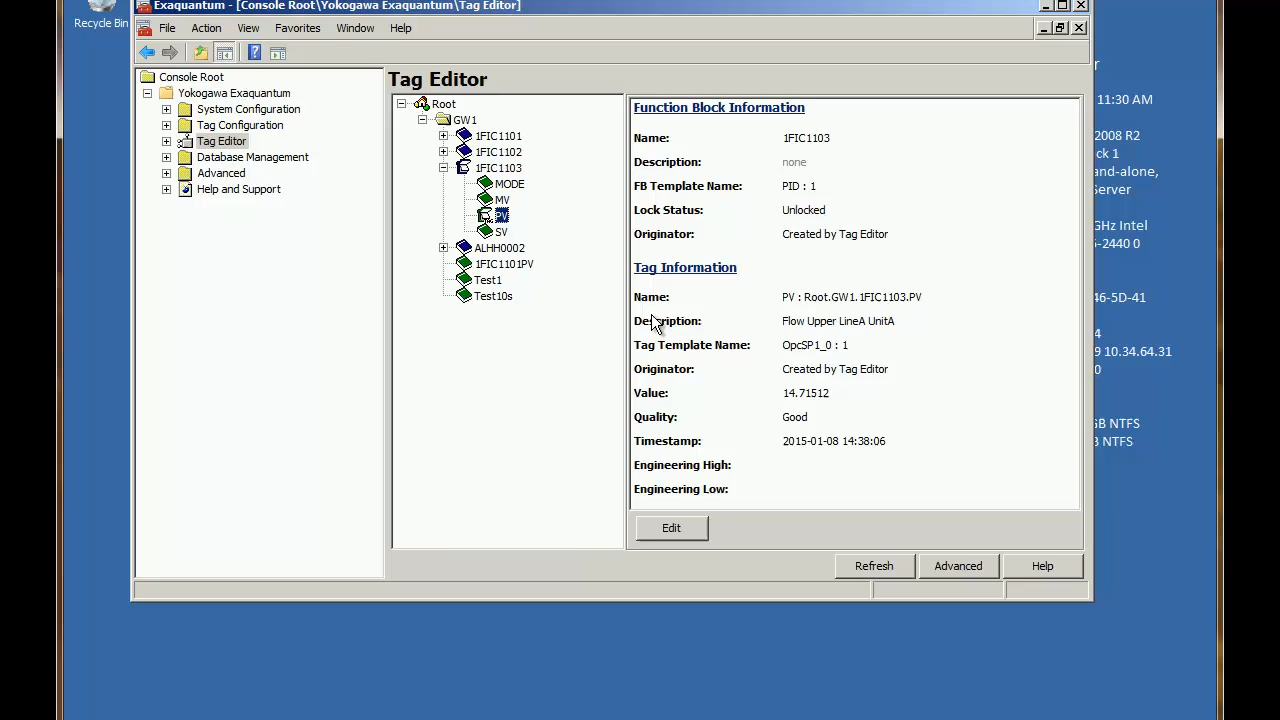 Recycle Bin
Exaquantum - [Console Root\Yokogawa Exaquantum\Tag Editor]
File Action View Favorites Window Help
Console Root
Yokogawa Exaquantum
System Configuration
Tag Configuration
Tag Editor
Database Management
Advanced
Help and Support
Tag Editor
Root
GW1
1FIC1101
1FIC1102
1FIC1103
MODE
MV
PV
SV
ALHH0002
1FIC1101PV
Test1
Test10s
Function Block Information
Name: 1FIC1103
Description: none
FB Template Name: PID : 1
Lock Status: Unlocked
Originator: Created by Tag Editor
Tag Information
Name: PV : Root.GW1.1FIC1103.PV
Description: Flow Upper LineA UnitA
Tag Template Name: OpcSP1_0 : 1
Originator: Created by Tag Editor
Value: 14.71512
Quality: Good
Timestamp: 2015-01-08 14:38:06
Engineering High:
Engineering Low:
Edit
Refresh Advanced Help
r
11:30 AM
2008 R2
ck 1
and-alone,
Server
GHz Intel
-2440 0
46-5D-41
4
9 10.34.64.31
0
GB NTFS
B NTFS